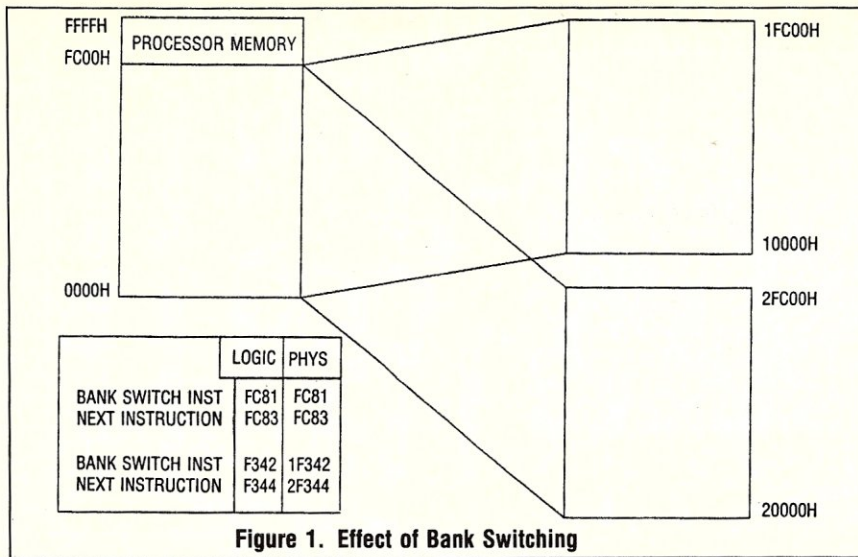 FFFFH
PROCESSOR MEMORY
FC00H
0000H
1FC00H
10000H
2FC00H
20000H
LOGIC PHYS
BANK SWITCH INST FC81 FC81
NEXT INSTRUCTION FC83 FC83
BANK SWITCH INST F342 1F342
NEXT INSTRUCTION F344 2F344
Figure 1. Effect of Bank Switching